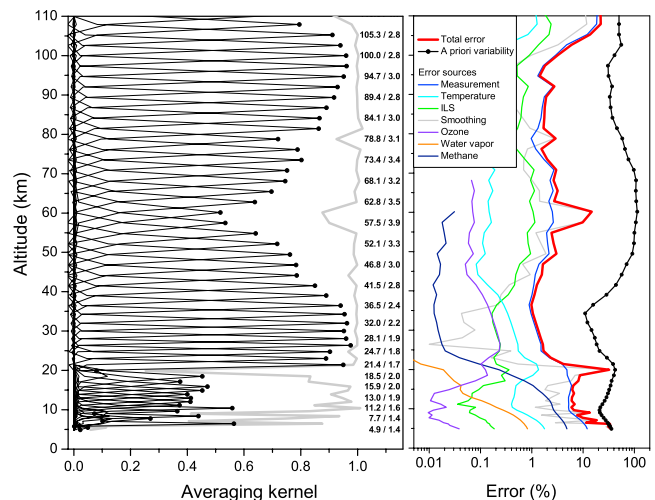 110
100
90
80
70
60
50
40
30
20
10
0
Altitude (km)
0.0
0.2
0.4
0.6
0.8
1.0
Averaging kernel
105.3 / 2.8
100.0 / 2.8
94.7 / 3.0
89.4 / 2.8
84.1 / 3.0
78.8 / 3.1
73.4 / 3.4
68.1 / 3.2
62.8 / 3.5
57.5 / 3.9
52.1 / 3.3
46.8 / 3.0
41.5 / 2.8
36.5 / 2.4
32.0 / 2.2
28.1 / 1.9
24.7 / 1.8
21.4 / 1.7
18.5 / 2.0
15.9 / 2.0
13.0 / 1.9
11.2 / 1.6
7.7 / 1.4
4.9 / 1.4
Total error
A priori variability
Error sources
Measurement
Temperature
ILS
Smoothing
Ozone
Water vapor
Methane
0.01
0.1
1
10
100
Error (%)